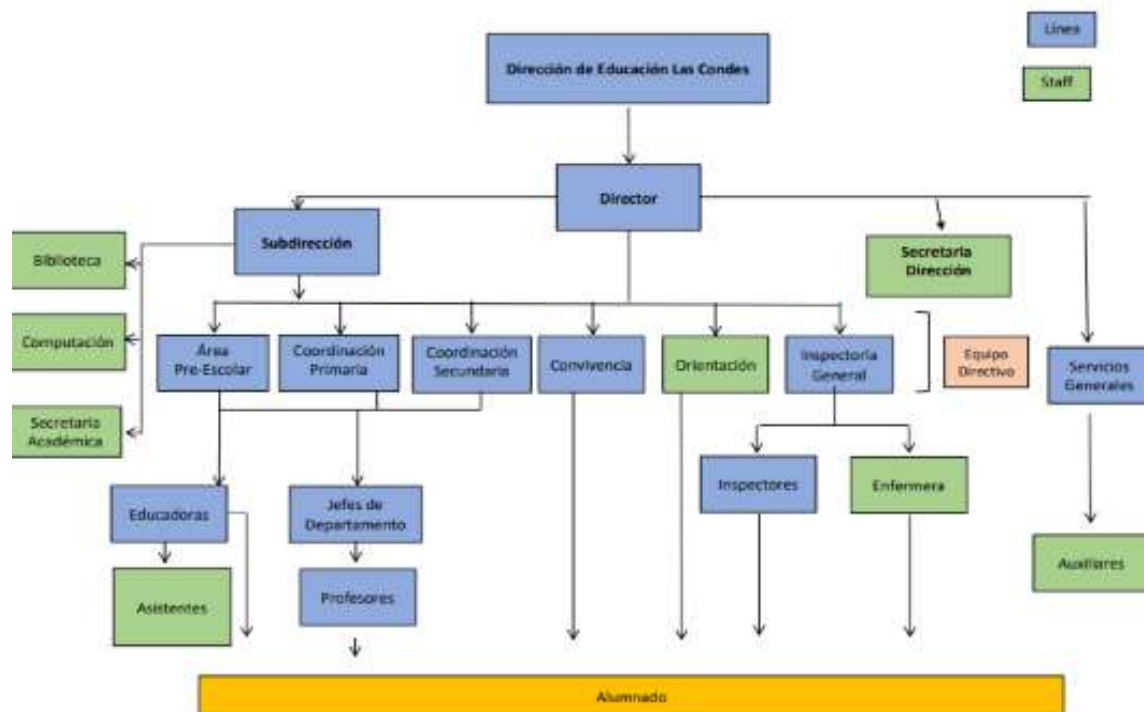 Línea
Dirección de Educación Las Condes
Staff
Director
Subdirección
Biblioteca
Secretaría
Dirección
Computación
Área
Pre-Escolar
Coordinación
Primaria
Coordinación
Secundaria
Convivencia
Orientación
Inspectoría
General
Equipo
Directivo
Servicios
Generales
Secretaría
Académica
Educadoras
Jefes de
Departamento
Inspectores
Enfermera
Asistentes
Profesores
Auxiliares
Alumnado